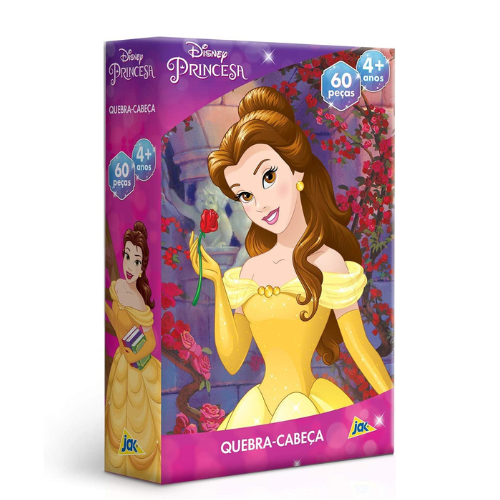 Disney
PRINCESA
QUEBRA-CABEÇA
60
peças
4+
anos
jak
Disney
PRINCESA
60
peças
4+
anos
QUEBRA-CABEÇA
jak